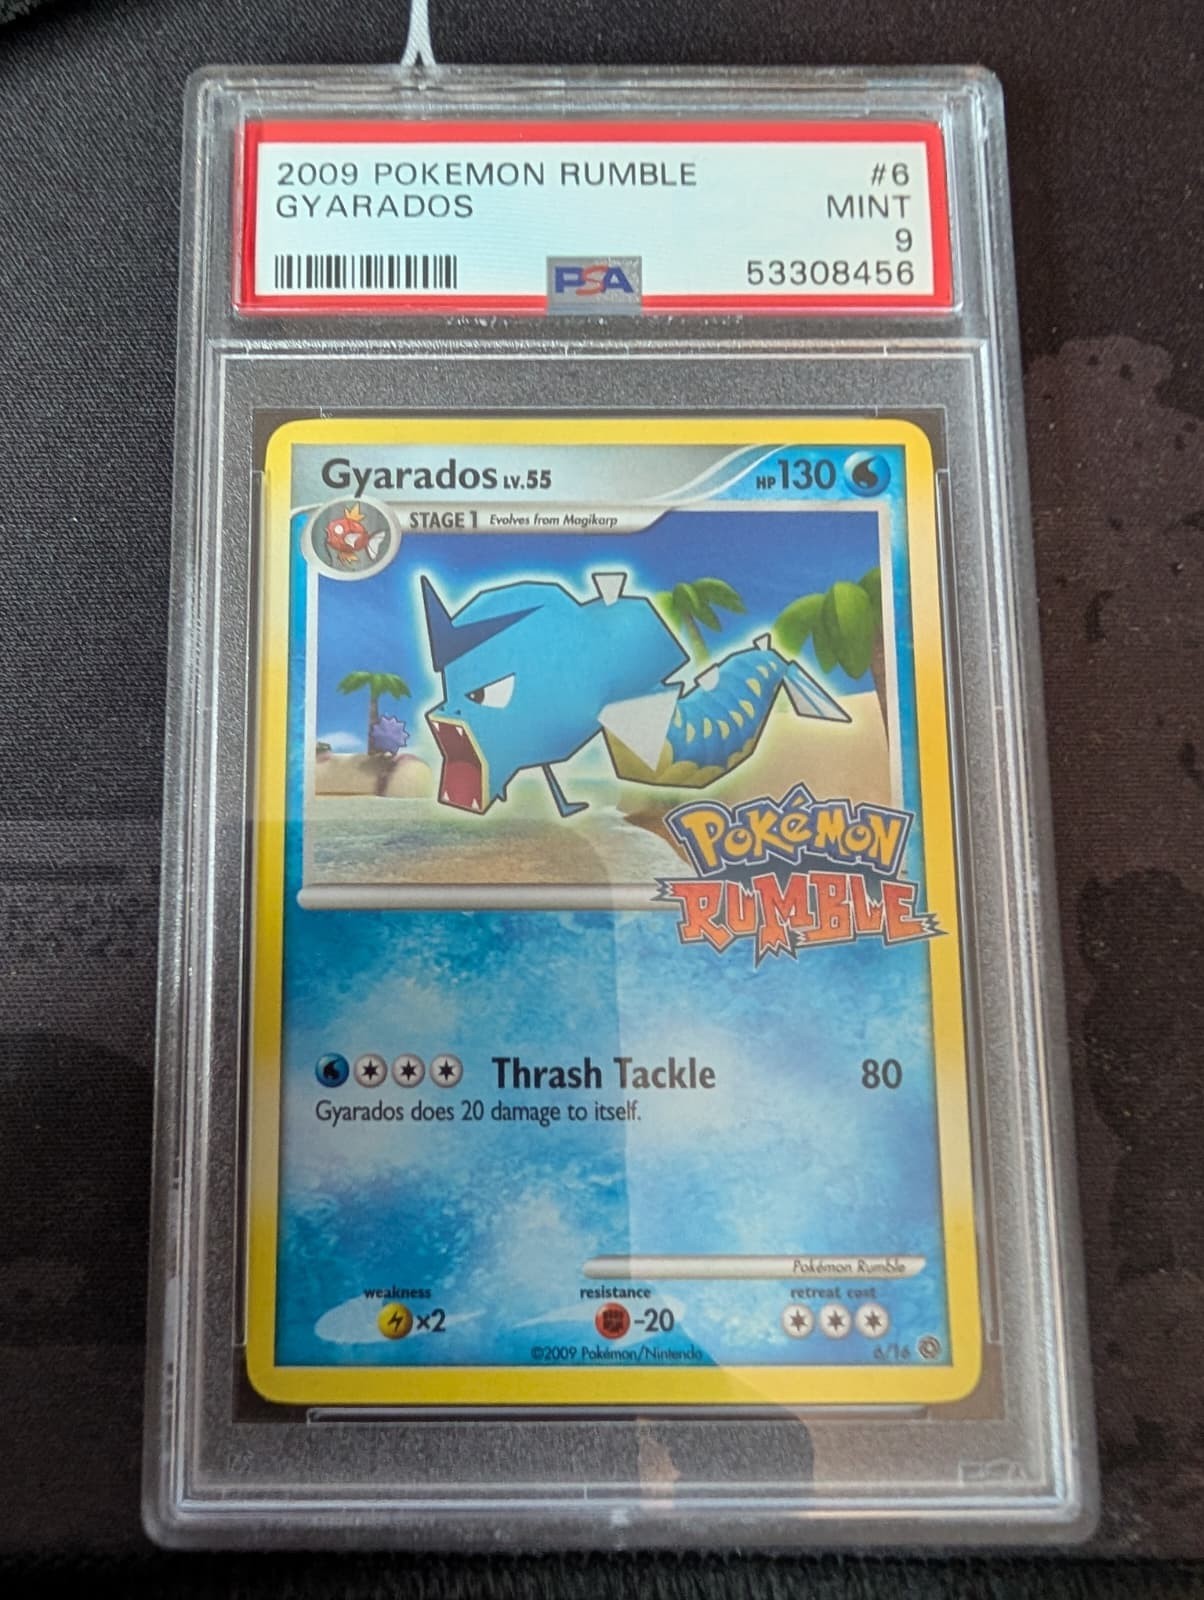 2009 POKEMON RUMBLE #6
GYARADOS MINT
9
PSA 53308456
Gyarados LV.55 HP 130
STAGE 1 Evolves from Magikarp
POKéMON
RUMBLE
Thrash Tackle 80
Gyarados does 20 damage to itself.
Pokémon Rumble
weakness resistance retreat cost
×2 -20
©2009 Pokémon/Nintendo 6/16
PSA